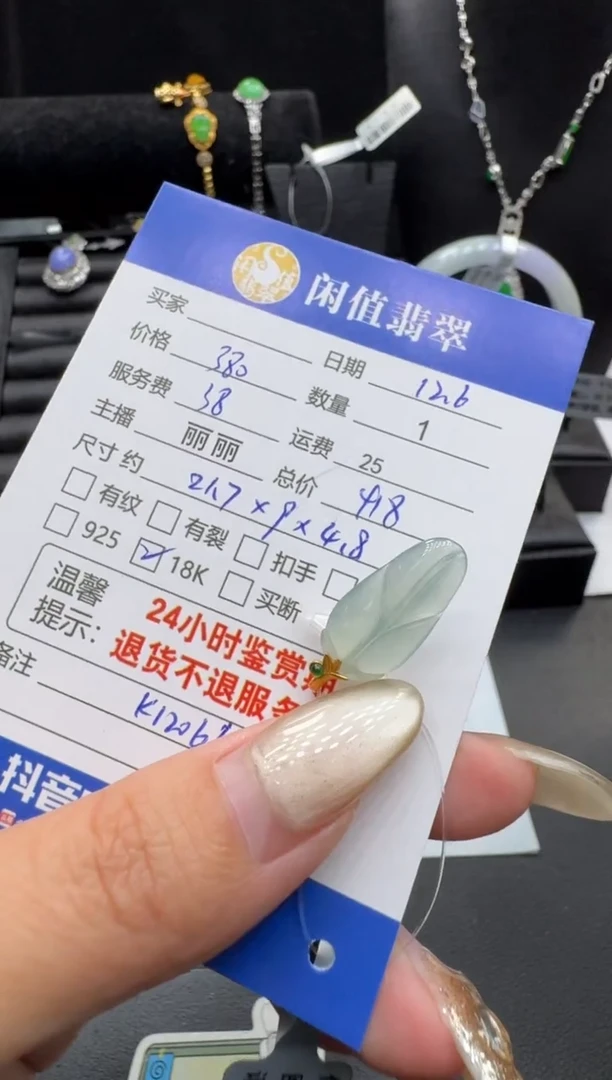 闲值翡翠
买家
日期 12.6
价格 380
数量 1
服务费 38
运费 25
主播 丽丽
总价 418
尺寸约 21.7×9×4.8
有纹 有裂 扣手
925 18K 买断
温馨提示:
24小时鉴赏期
退货不退服务
备注 K1206
抖音